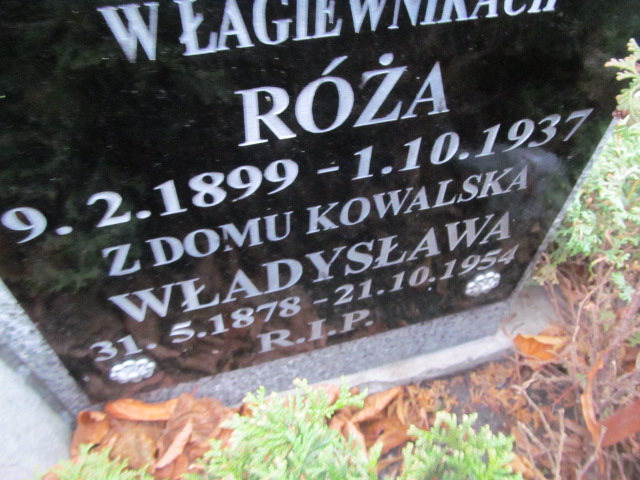 W ŁAGIEWNIKACH
RÓŻA
9. 2.1899 - 1.10.1937
Z DOMU KOWALSKA
WŁADYSŁAWA
31. 5.1878 - 21.10.1954
R.I.P.